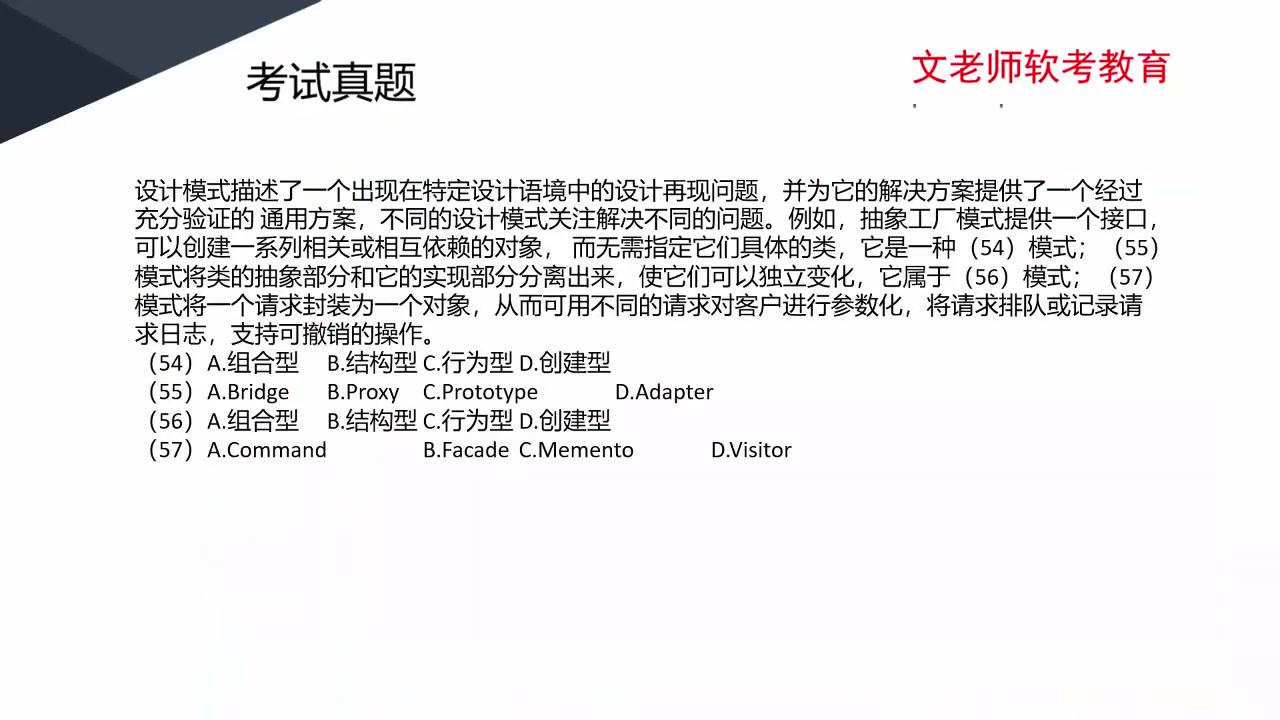 考试真题
文老师软考教育
设计模式描述了一个出现在特定设计语境中的设计再现问题，并为它的解决方案提供了一个经过
充分验证的 通用方案，不同的设计模式关注解决不同的问题。例如，抽象工厂模式提供一个接口，
可以创建一系列相关或相互依赖的对象， 而无需指定它们具体的类，它是一种（54）模式；（55）
模式将类的抽象部分和它的实现部分分离出来，使它们可以独立变化，它属于（56）模式；（57）
模式将一个请求封装为一个对象，从而可用不同的请求对客户进行参数化，将请求排队或记录请
求日志，支持可撤销的操作。
（54）A.组合型 B.结构型 C.行为型 D.创建型
（55）A.Bridge B.Proxy C.Prototype D.Adapter
（56）A.组合型 B.结构型 C.行为型 D.创建型
（57）A.Command B.Facade C.Memento D.Visitor